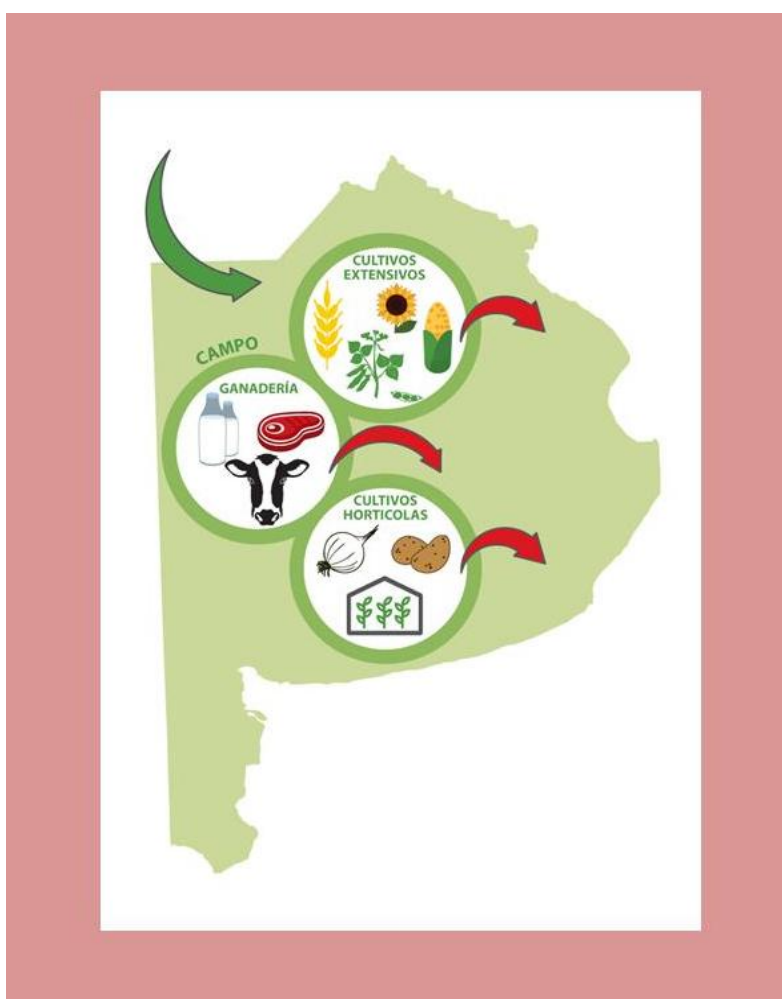 CULTIVOS
EXTENSIVOS
CAMPO
GANADERÍA
CULTIVOS
HORTICOLAS